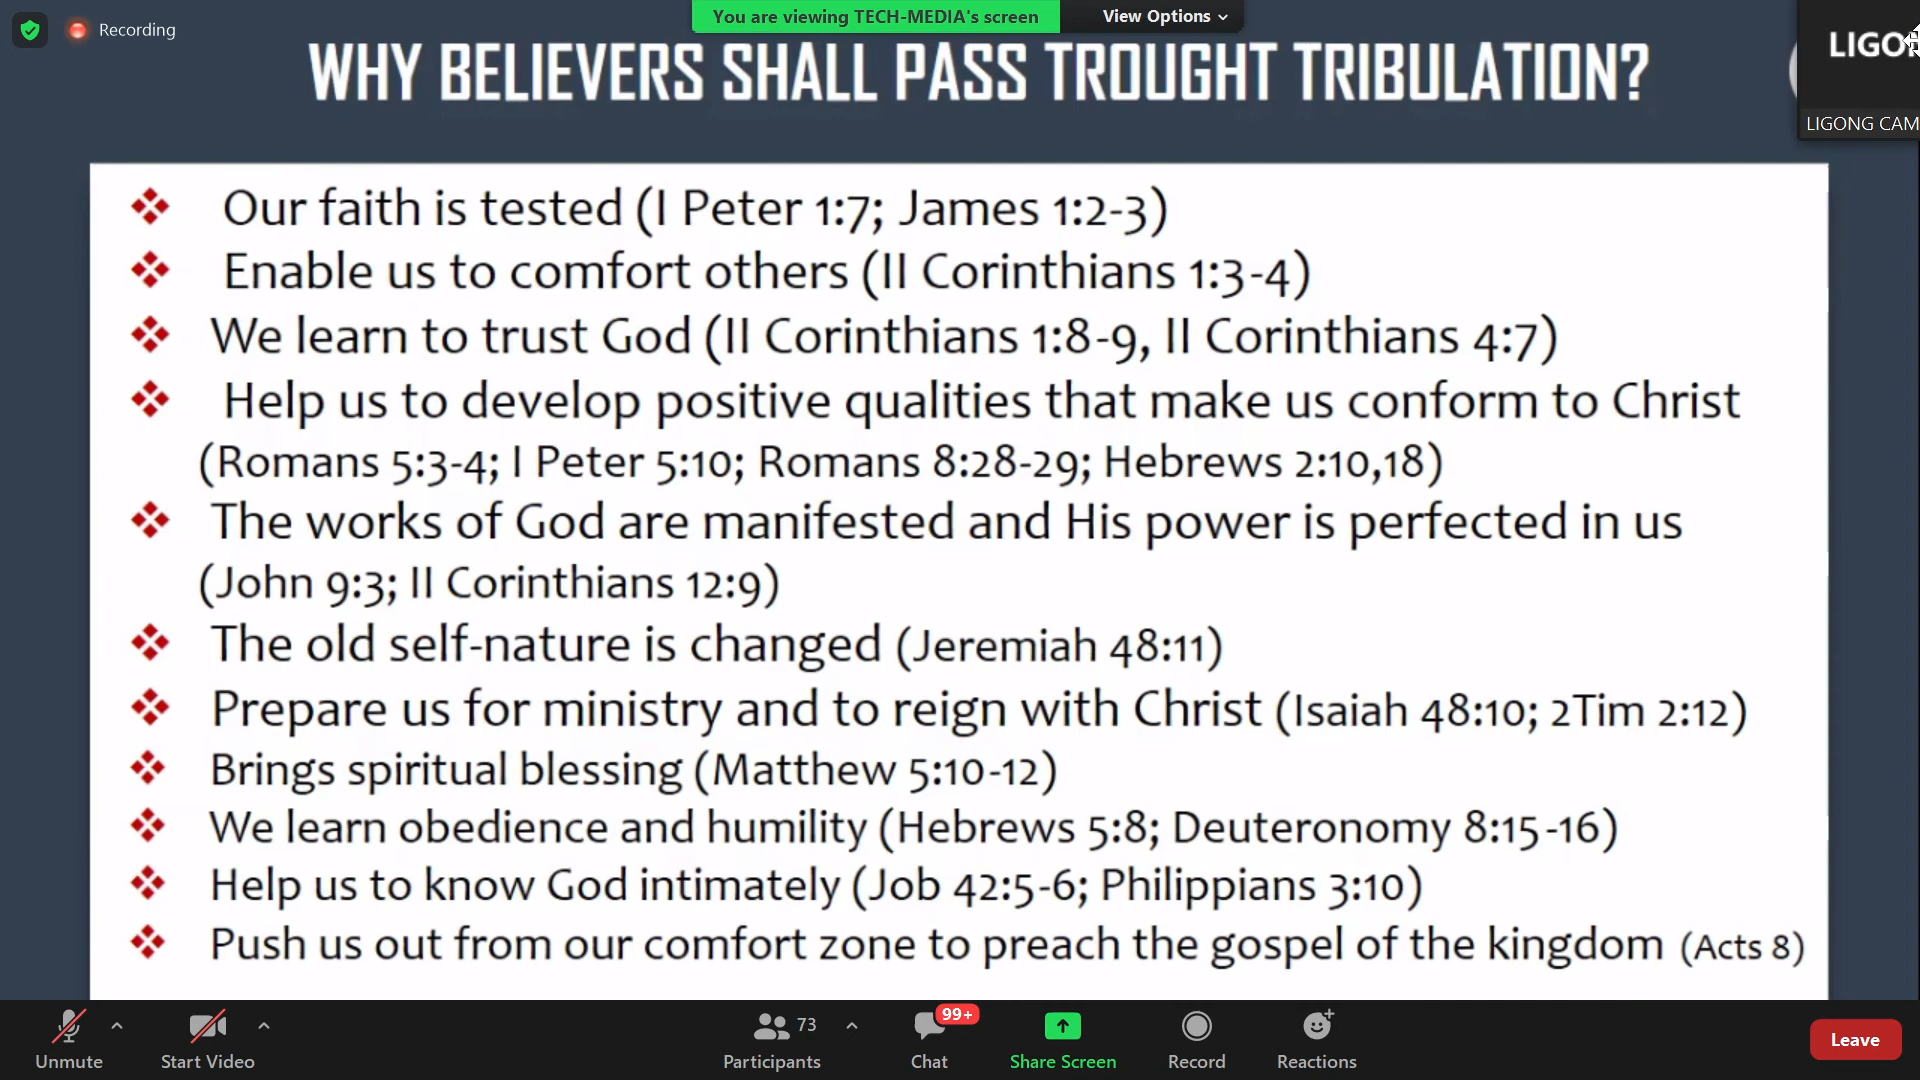 Recording
You are viewing TECH-MEDIA's screen
View Options
WHY BELIEVERS SHALL PASS TROUGHT TRIBULATION?
LIGONG CAM
Our faith is tested (I Peter 1:7; James 1:2-3)
Enable us to comfort others (II Corinthians 1:3-4)
We learn to trust God (II Corinthians 1:8-9, II Corinthians 4:7)
Help us to develop positive qualities that make us conform to Christ
(Romans 5:3-4; I Peter 5:10; Romans 8:28-29; Hebrews 2:10,18)
The works of God are manifested and His power is perfected in us
(John 9:3; II Corinthians 12:9)
The old self-nature is changed (Jeremiah 48:11)
Prepare us for ministry and to reign with Christ (Isaiah 48:10; 2Tim 2:12)
Brings spiritual blessing (Matthew 5:10-12)
We learn obedience and humility (Hebrews 5:8; Deuteronomy 8:15-16)
Help us to know God intimately (Job 42:5-6; Philippians 3:10)
Push us out from our comfort zone to preach the gospel of the kingdom (Acts 8)
73
99+
Unmute
Start Video
Participants
Chat
Share Screen
Record
Reactions
Leave